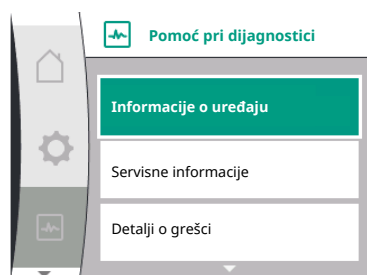 Pomoć pri dijagnostici
Informacije o uređaju
Servisne informacije
Detalji o grešci